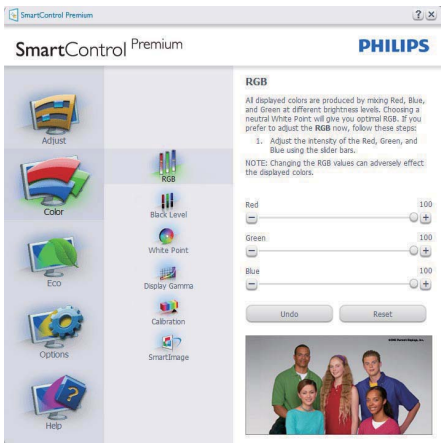 SmartControl Premium
SmartControl Premium
PHILIPS
Adjust
Color
Eco
Options
Help
RGB
Black Level
White Point
Display Gamma
Calibration
SmartImage
RGB
All displayed colors are produced by mixing Red, Blue,
and Green at different brightness levels. Choosing a
neutral White Point will give you optimal RGB. If you
prefer to adjust the RGB now, follow these steps:
1. Adjust the intensity of the Red, Green, and
Blue using the slider bars.
NOTE: Changing the RGB values can adversely effect
the displayed colors.
Red 100
Green 100
Blue 100
Undo Reset